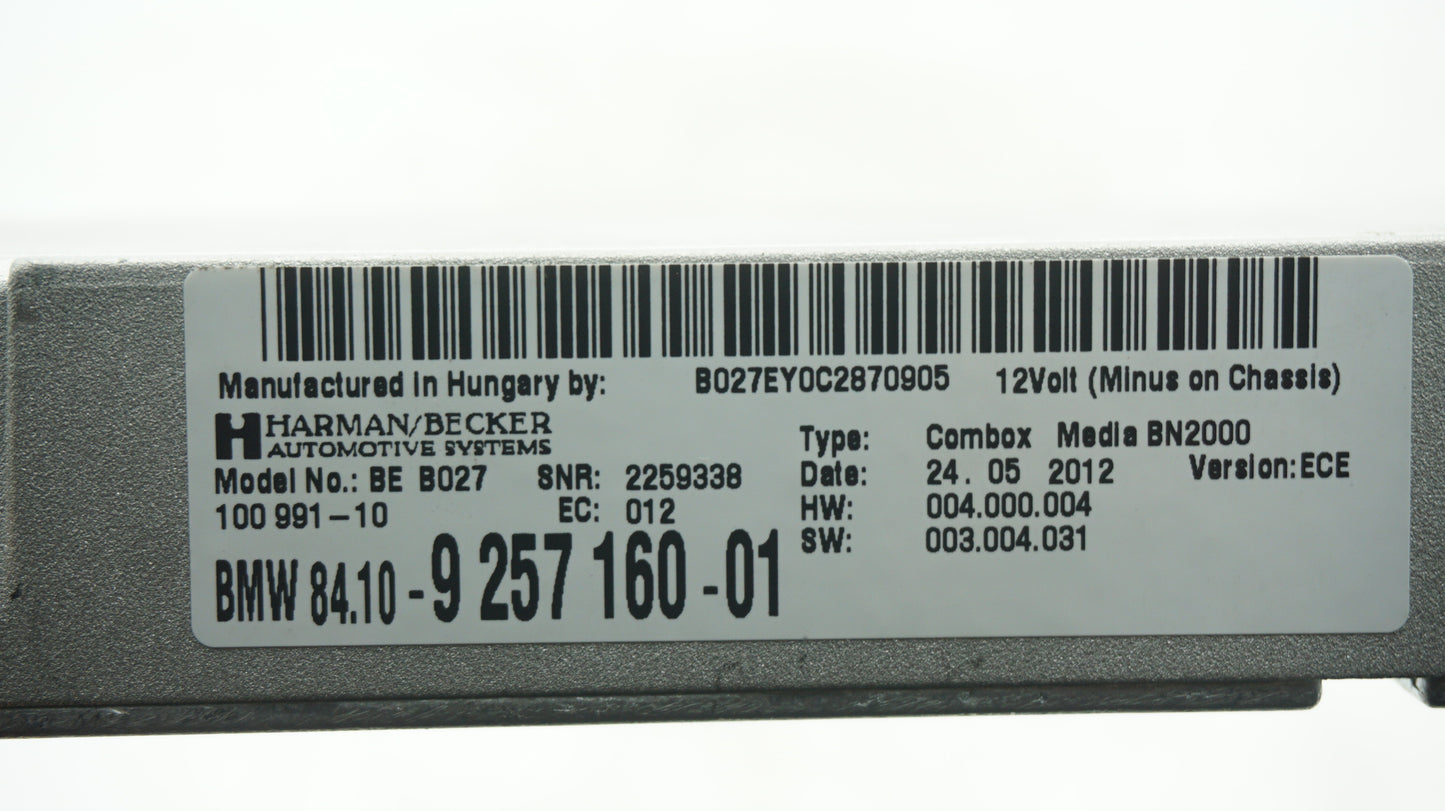 Manufactured in Hungary by: B027EY0C2870905 12Volt (Minus on Chassis)
H HARMAN/BECKER
AUTOMOTIVE SYSTEMS
Type: Combox Media BN2000
Model No.: BE B027 SNR: 2259338 Date: 24. 05 2012 Version:ECE
100 991-10 EC: 012 HW: 004.000.004
SW: 003.004.031
BMW 84.10-9 257 160-01